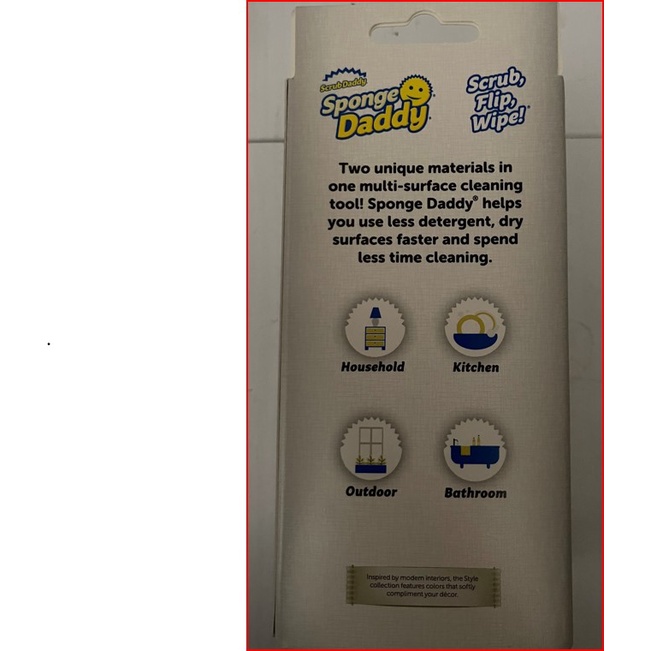 Scrub Daddy
Sponge
Daddy®
Scrub,
Flip,
Wipe!®
Two unique materials in
one multi-surface cleaning
tool! Sponge Daddy® helps
you use less detergent, dry
surfaces faster and spend
less time cleaning.
Household
Kitchen
Outdoor
Bathroom
Inspired by modern interiors, the Style
collection features colors that softly
compliment your décor.